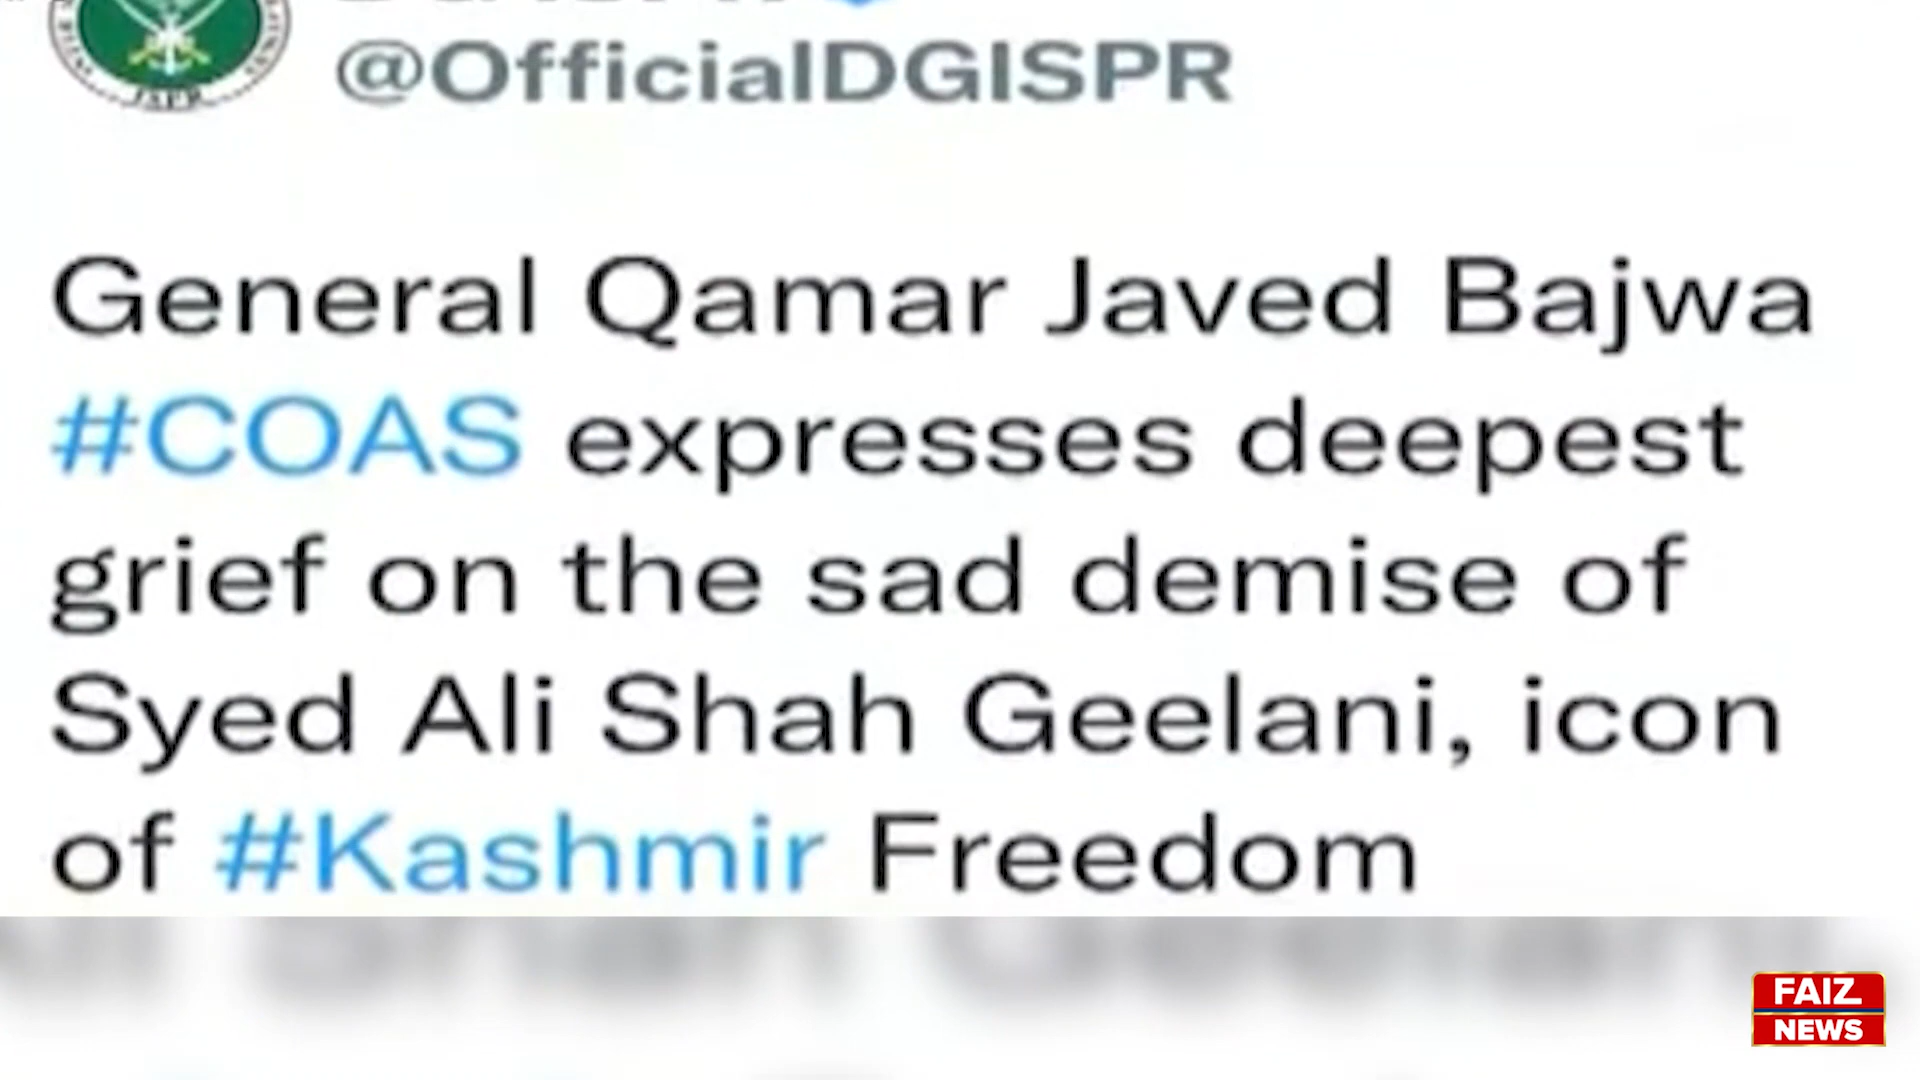 @OfficialDGISPR
General Qamar Javed Bajwa
#COAS expresses deepest
grief on the sad demise of
Syed Ali Shah Geelani, icon
of #Kashmir Freedom
FAIZ
NEWS